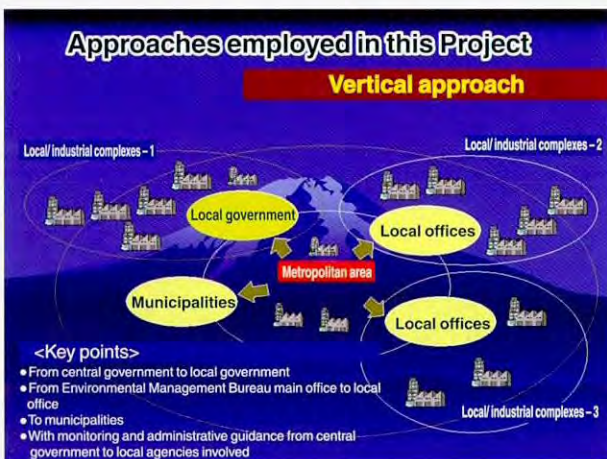 Approaches employed in this Project
Vertical approach
Local/ industrial complexes – 1
Local/ industrial complexes – 2
Local government
Local offices
Metropolitan area
Municipalities
Local offices
<Key points>
●From central government to local government
●From Environmental Management Bureau main office to local
office
●To municipalities
●With monitoring and administrative guidance from central
government to local agencies involved
Local/ industrial complexes – 3